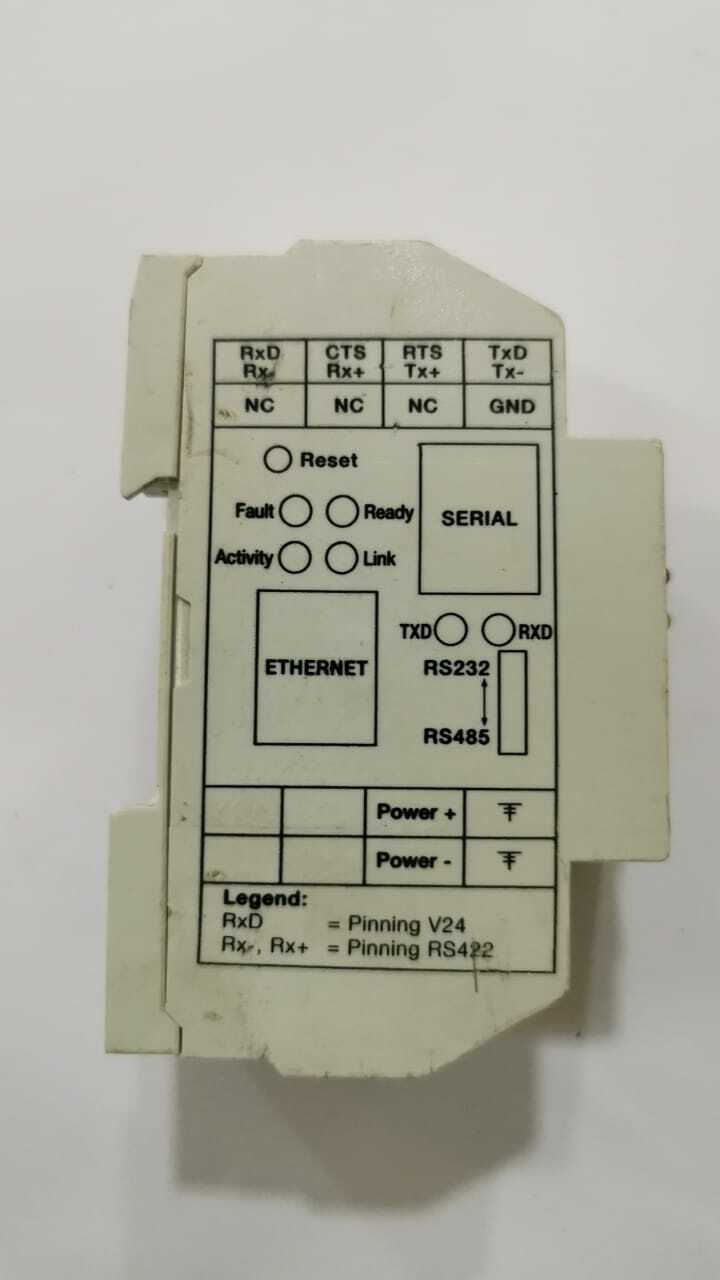 RxD CTS RTS TxD
Rx- Rx+ Tx+ Tx-
NC NC NC GND
Reset
Fault Ready
SERIAL
Activity Link
TXD RXD
ETHERNET
RS232
RS485
Power +
Power -
Legend:
RxD = Pinning V24
Rx-, Rx+ = Pinning RS422